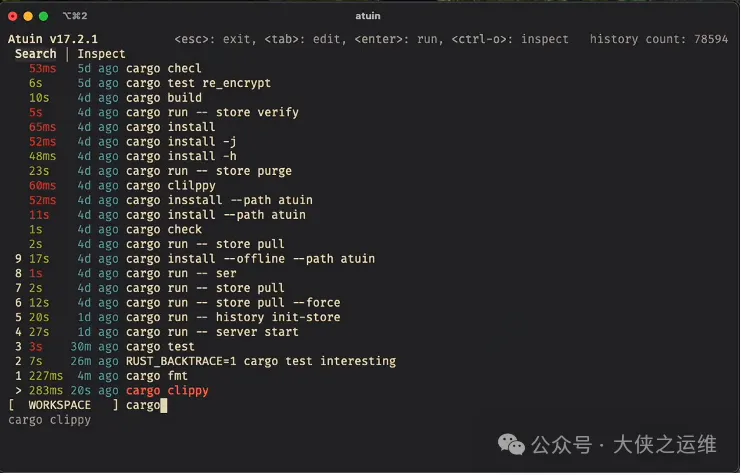 ⌥⌘2
atuin
Atuin v17.2.1 <esc>: exit, <tab>: edit, <enter>: run, <ctrl-o>: inspect history count: 78594
Search | Inspect
53ms 5d ago cargo checl
6s 5d ago cargo test re_encrypt
10s 4d ago cargo build
5s 4d ago cargo run -- store verify
65ms 4d ago cargo install
52ms 4d ago cargo install -j
48ms 4d ago cargo install -h
23s 4d ago cargo run -- store purge
60ms 4d ago cargo clilppy
52ms 4d ago cargo insstall --path atuin
11s 4d ago cargo install --path atuin
1s 4d ago cargo check
2s 4d ago cargo run -- store pull
9 17s 4d ago cargo install --offline --path atuin
8 1s 4d ago cargo run -- ser
7 2s 4d ago cargo run -- store pull
6 12s 4d ago cargo run -- store pull --force
5 20s 1d ago cargo run -- history init-store
4 27s 1d ago cargo run -- server start
3 3s 30m ago cargo test
2 7s 26m ago RUST_BACKTRACE=1 cargo test interesting
1 227ms 4m ago cargo fmt
> 283ms 20s ago cargo clippy
[ WORKSPACE ] cargo
cargo clippy
公众号 · 大侠之运维